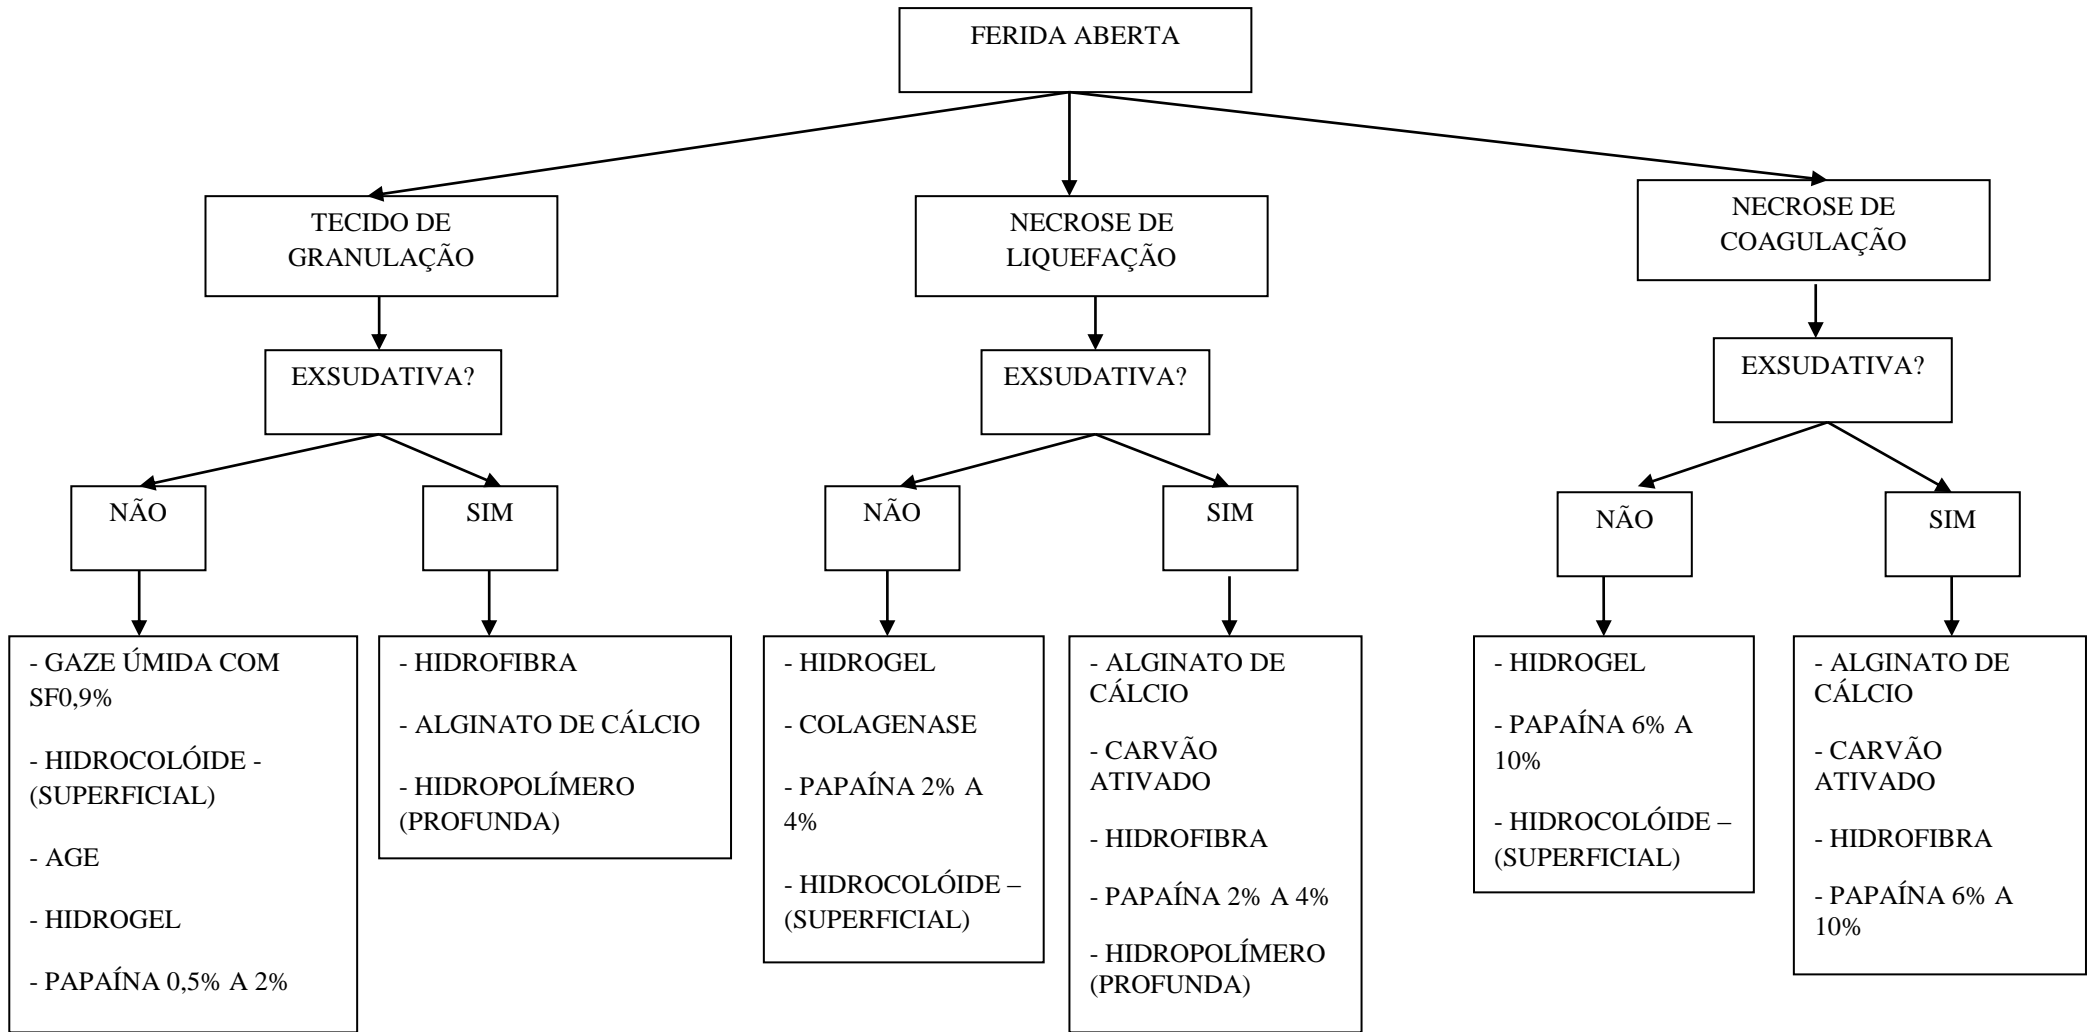 FERIDA ABERTA
TECIDO DE
GRANULAÇÃO
NECROSE DE
LIQUEFAÇÃO
NECROSE DE
COAGULAÇÃO
EXSUDATIVA?
EXSUDATIVA?
EXSUDATIVA?
NÃO
SIM
NÃO
SIM
NÃO
SIM
- GAZE ÚMIDA COM
SF0,9%
- HIDROCOLÓIDE -
(SUPERFICIAL)
- AGE
- HIDROGEL
- PAPAÍNA 0,5% A 2%
- HIDROFIBRA
- ALGINATO DE CÁLCIO
- HIDROPOLÍMERO
(PROFUNDA)
- HIDROGEL
- COLAGENASE
- PAPAÍNA 2% A
4%
- HIDROCOLÓIDE –
(SUPERFICIAL)
- ALGINATO DE
CÁLCIO
- CARVÃO
ATIVADO
- HIDROFIBRA
- PAPAÍNA 2% A 4%
- HIDROPOLÍMERO
(PROFUNDA)
- HIDROGEL
- PAPAÍNA 6% A
10%
- HIDROCOLÓIDE –
(SUPERFICIAL)
- ALGINATO DE
CÁLCIO
- CARVÃO
ATIVADO
- HIDROFIBRA
- PAPAÍNA 6% A
10%